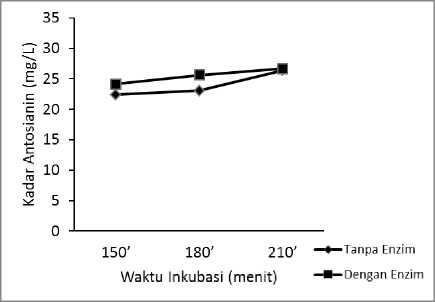 35
30
25
20
15
10
5
0
Kadar Antosianin (mg/L)
150’ 180’ 210’
Waktu Inkubasi (menit)
Tanpa Enzim
Dengan Enzim